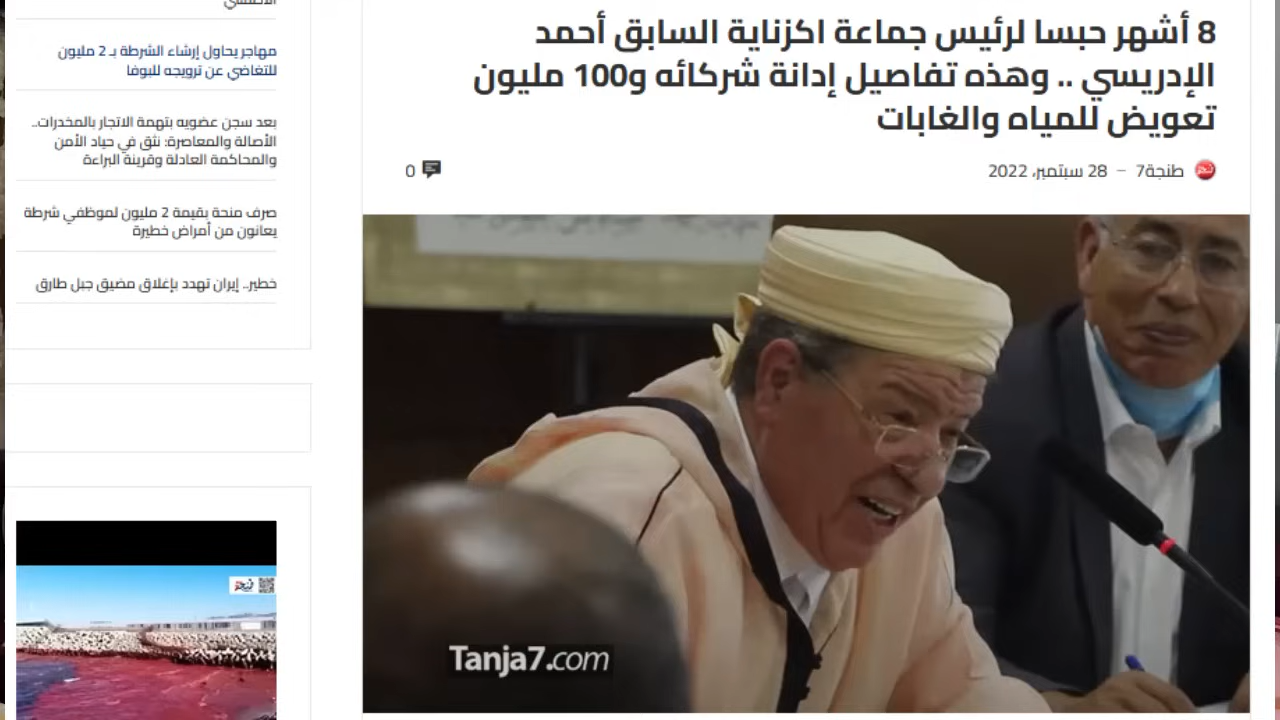 8 أشهر حبسا لرئيس جماعة اكزناية السابق أحمد
الإدريسي .. وهذه تفاصيل إدانة شركائه و100 مليون
تعويض للمياه والغابات
طنجة7 – 28 سبتمبر، 2022
0
Tanja7.com
مهاجر يحاول إرشاء الشرطة بـ 2 مليون
للتغاضي عن ترويجه للبوفا
بعد سجن عضويه بتهمة الاتجار بالمخدرات..
الأصالة والمعاصرة: نثق في حياد الأمن
والمحاكمة العادلة وقرينة البراءة
صرف منحة بقيمة 2 مليون لموظفي شرطة
يعانون من أمراض خطيرة
خطير.. إيران تهدد بإغلاق مضيق جبل طارق